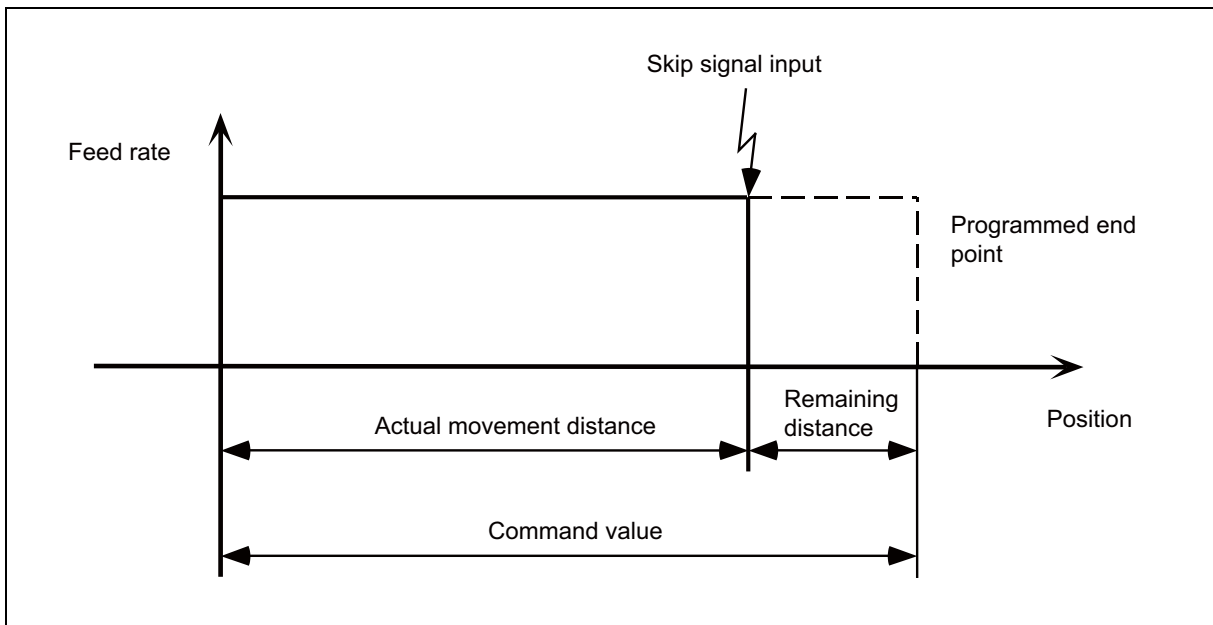 Skip signal input
Feed rate
Programmed end
point
Remaining
distance
Actual movement distance
Position
Command value